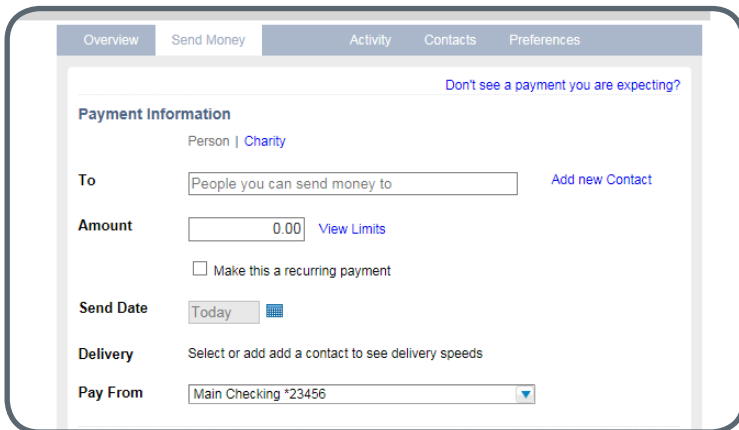 Overview Send Money Activity Contacts Preferences
Don't see a payment you are expecting?
Payment Information
Person | Charity
To People you can send money to Add new Contact
Amount 0.00 View Limits
Make this a recurring payment
Send Date Today
Delivery Select or add add a contact to see delivery speeds
Pay From Main Checking *23456